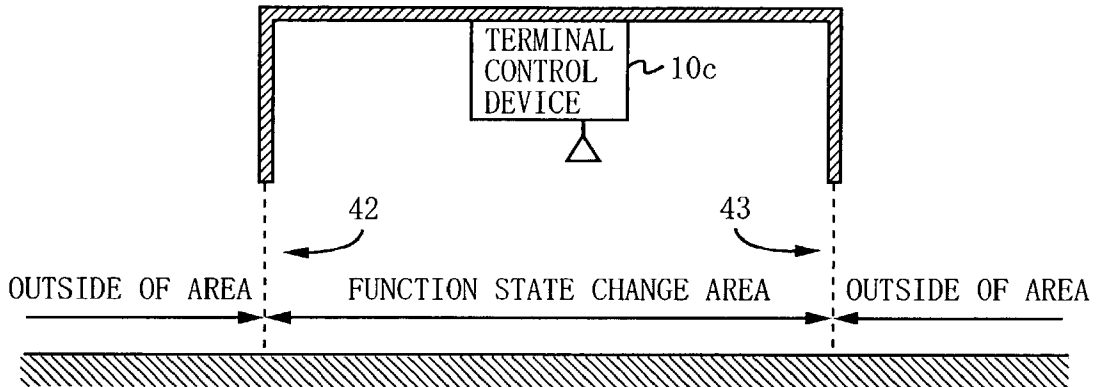 TERMINAL
CONTROL
DEVICE
10c
42
43
OUTSIDE OF AREA
FUNCTION STATE CHANGE AREA
OUTSIDE OF AREA